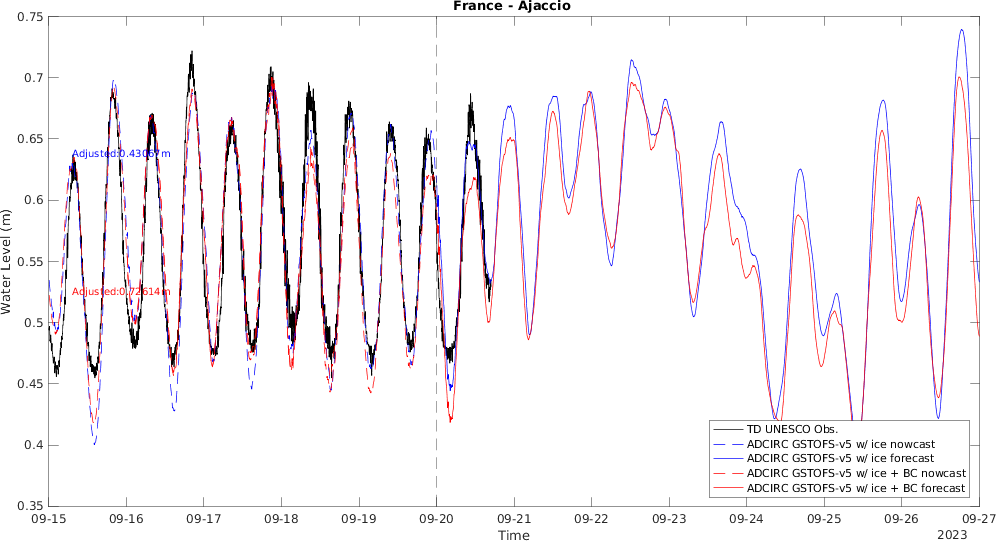 France - Ajaccio
0.75
0.7
0.65
0.6
0.55
0.5
0.45
0.4
0.35
Water Level (m)
Adjusted:0.43067m
Adjusted:0.72614m
TD UNESCO Obs.
ADCIRC GSTOFS-v5 w/ ice nowcast
ADCIRC GSTOFS-v5 w/ ice forecast
ADCIRC GSTOFS-v5 w/ ice + BC nowcast
ADCIRC GSTOFS-v5 w/ ice + BC forecast
09-15 09-16 09-17 09-18 09-19 09-20 09-21 09-22 09-23 09-24 09-25 09-26 09-27
Time
2023